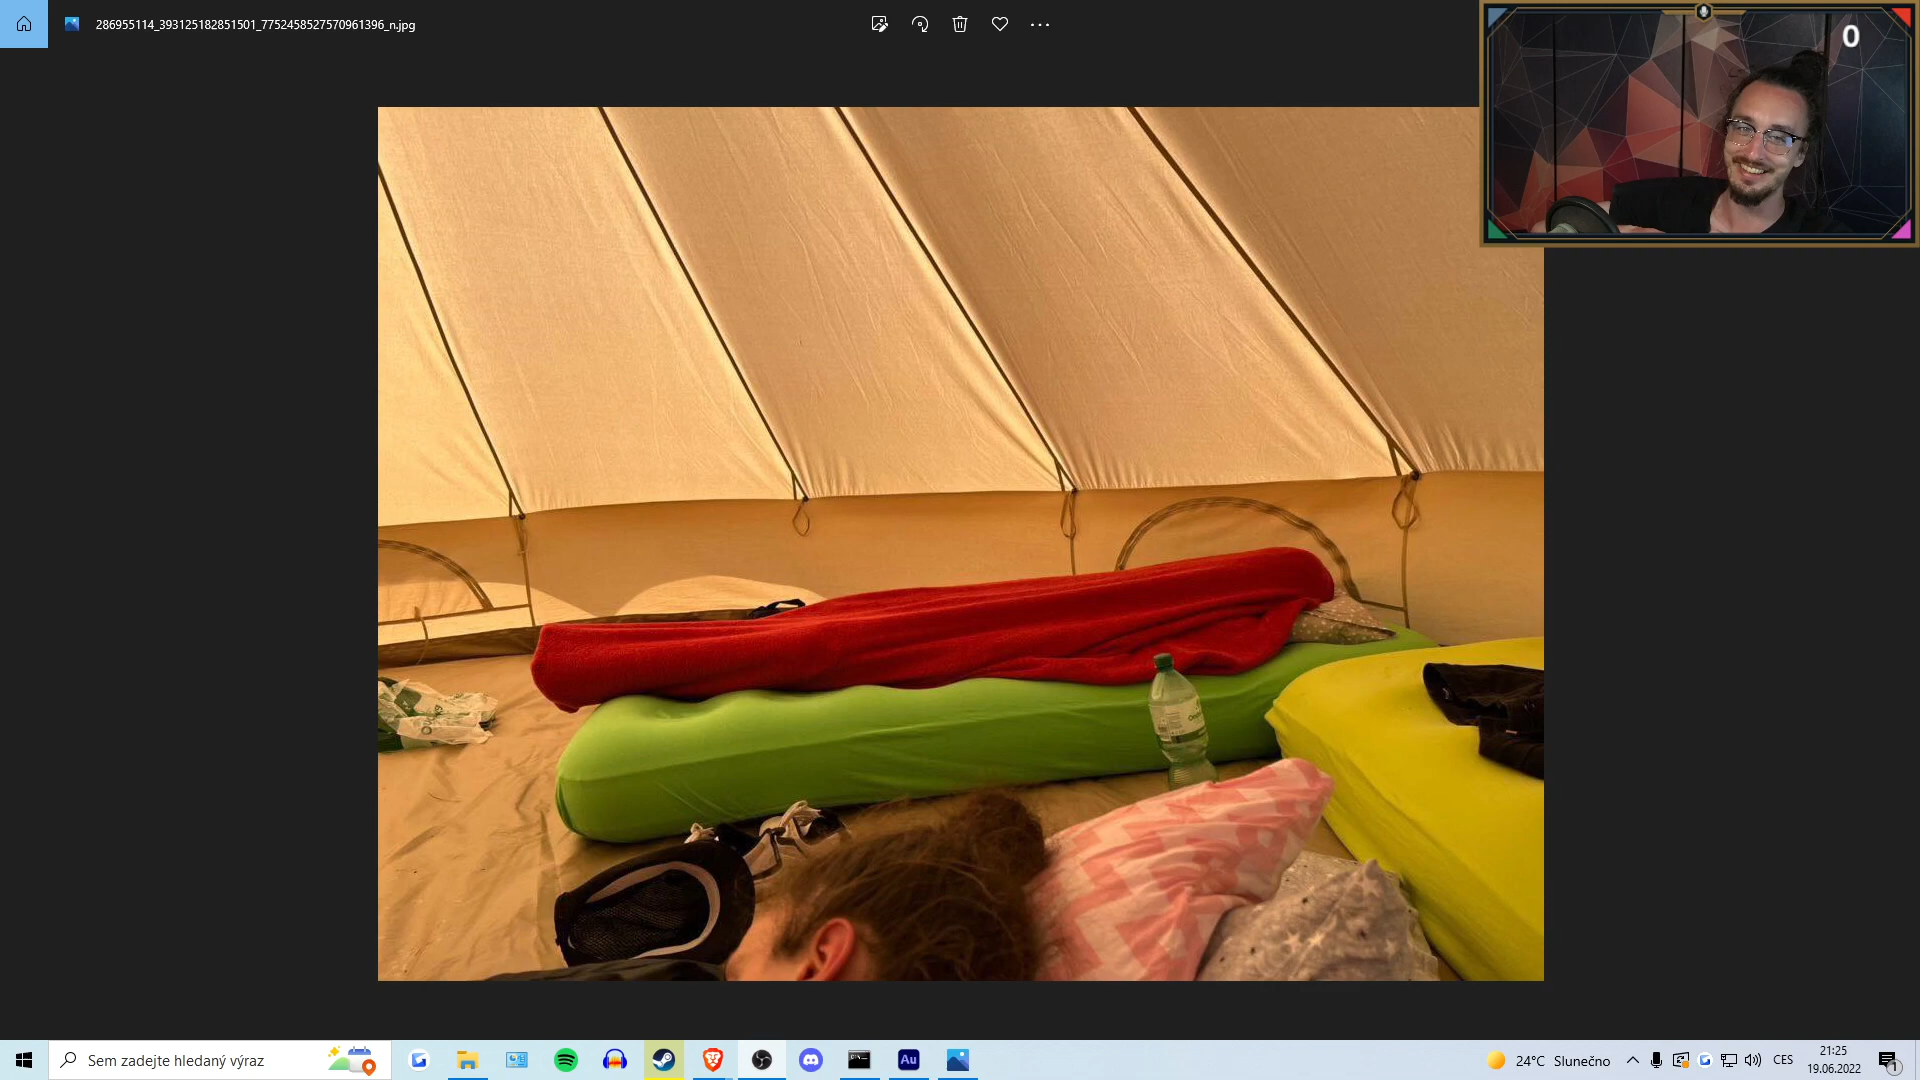 286955114_393125182851501_7752458527570961396_n.jpg
0
Sem zadejte hledaný výraz
Au
24°C Slunečno
CES
21:25
19.06.2022
1